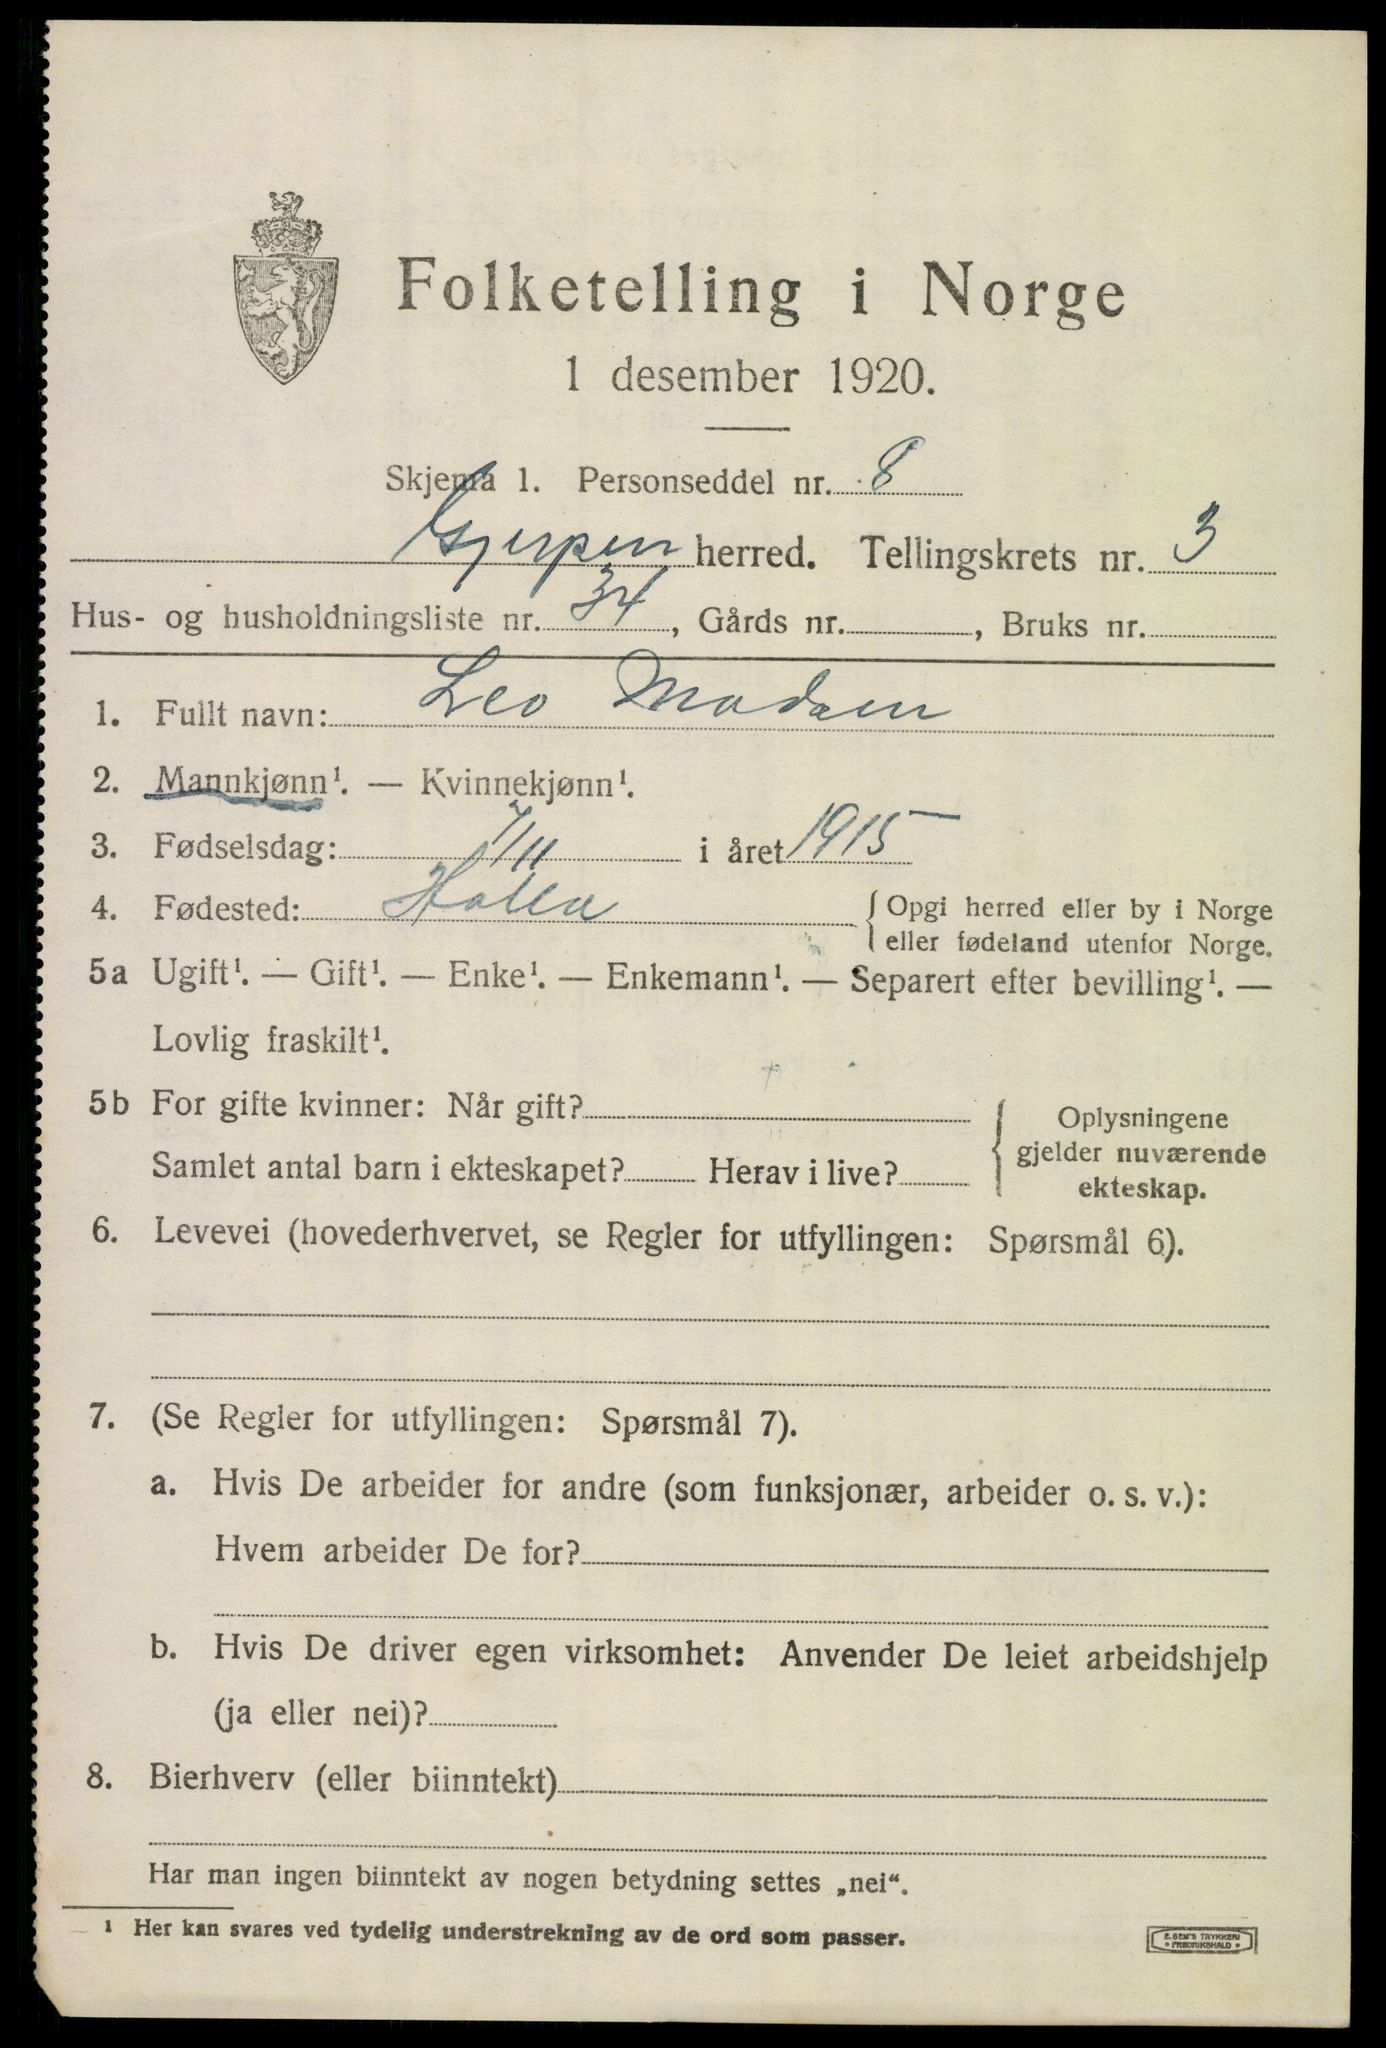 Folketelling i Norge
1 desember 1920.
Skjema 1. Personseddel nr. 8
Gjerpen herred. Tellingskrets nr. 3
Hus- og husholdningsliste nr. 34, Gårds nr. , Bruks nr.
1. Fullt navn: Leo Madsen
2. Mannkjønn¹. — Kvinnekjønn¹.
3. Fødselsdag: 7/11 i året 1915
4. Fødested: Holla {Opgi herred eller by i Norge
eller fødeland utenfor Norge.
5a Ugift¹. — Gift¹. — Enke¹. — Enkemann¹. — Separert efter bevilling¹. —
Lovlig fraskilt¹.
5b For gifte kvinner: Når gift?
Samlet antal barn i ekteskapet? Herav i live?
Oplysningene
gjelder nuværende
ekteskap.
6. Levevei (hovederhvervet, se Regler for utfyllingen: Spørsmål 6).
7. (Se Regler for utfyllingen: Spørsmål 7).
a. Hvis De arbeider for andre (som funksjonær, arbeider o. s. v.):
Hvem arbeider De for?
b. Hvis De driver egen virksomhet: Anvender De leiet arbeidshjelp
(ja eller nei)?
8. Bierhverv (eller biinntekt)
Har man ingen biinntekt av nogen betydning settes „nei“.
¹ Her kan svares ved tydelig understrekning av de ord som passer.
E. SEM'S TRYKKERI
• FREDRIKSHALD •